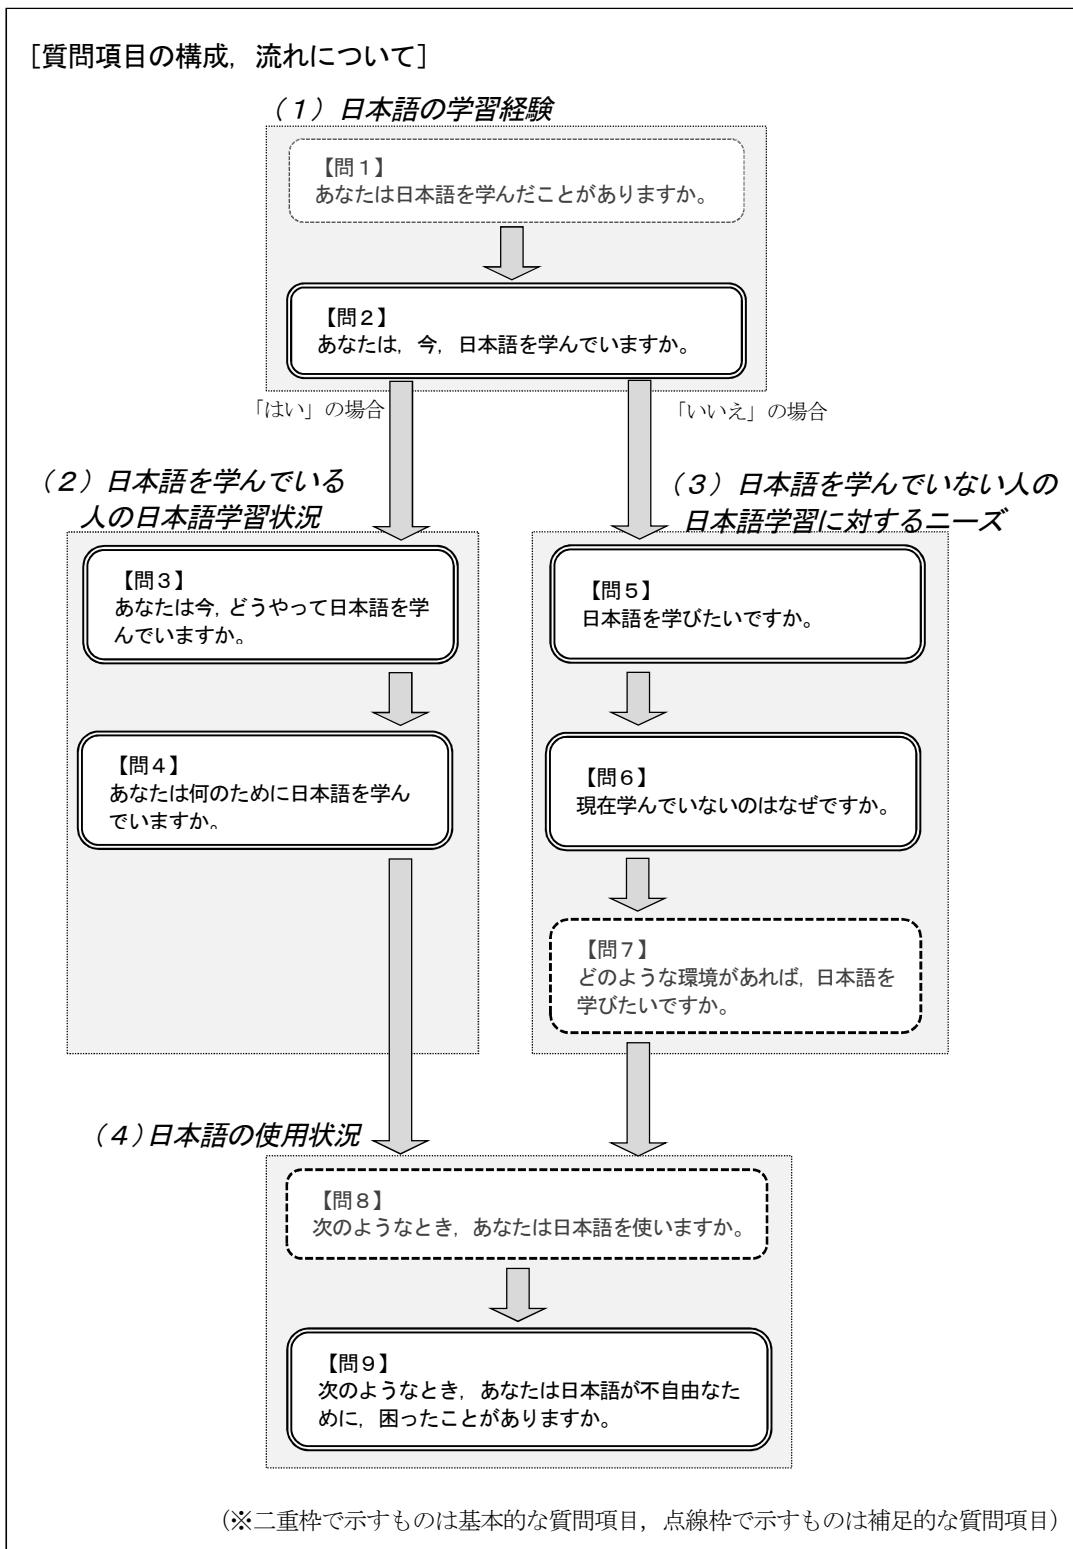 ［質問項目の構成，流れについて］
（１）日本語の学習経験
【問１】
あなたは日本語を学んだことがありますか。
【問２】
あなたは，今，日本語を学んでいますか。
「はい」の場合
「いいえ」の場合
（２）日本語を学んでいる
人の日本語学習状況
【問３】
あなたは今，どうやって日本語を学
んでいますか。
【問４】
あなたは何のために日本語を学ん
でいますか。
（３）日本語を学んでいない人の
日本語学習に対するニーズ
【問５】
日本語を学びたいですか。
【問６】
現在学んでいないのはなぜですか。
【問７】
どのような環境があれば，日本語を
学びたいですか。
（４）日本語の使用状況
【問８】
次のようなとき，あなたは日本語を使いますか。
【問９】
次のようなとき，あなたは日本語が不自由なた
めに，困ったことがありますか。
（※二重枠で示すものは基本的な質問項目，点線枠で示すものは補足的な質問項目）